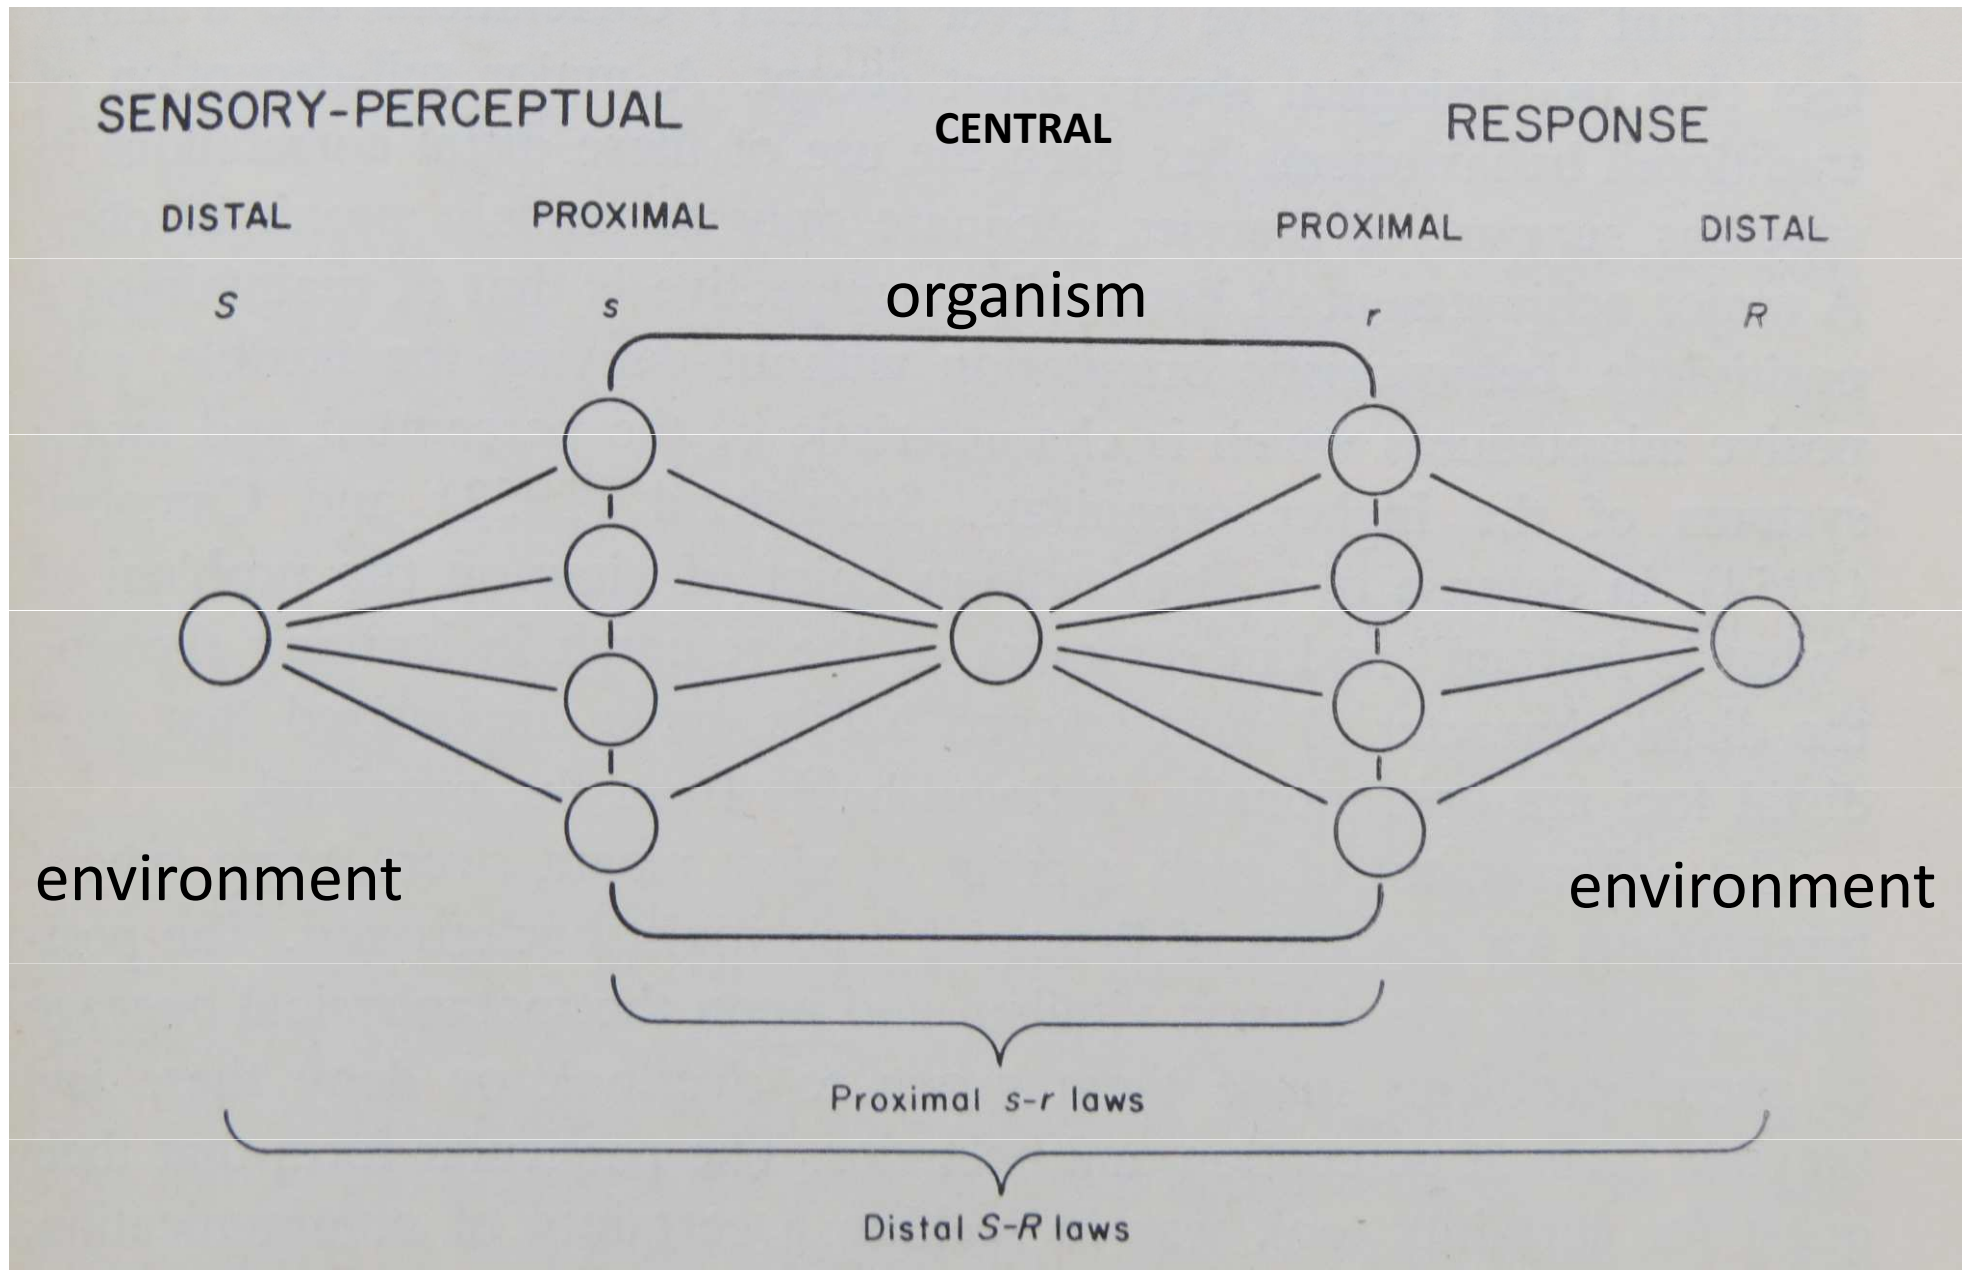 SENSORY-PERCEPTUAL CENTRAL RESPONSE
DISTAL PROXIMAL PROXIMAL DISTAL
S s organism r R
environment environment
Proximal s-r laws
Distal S-R laws